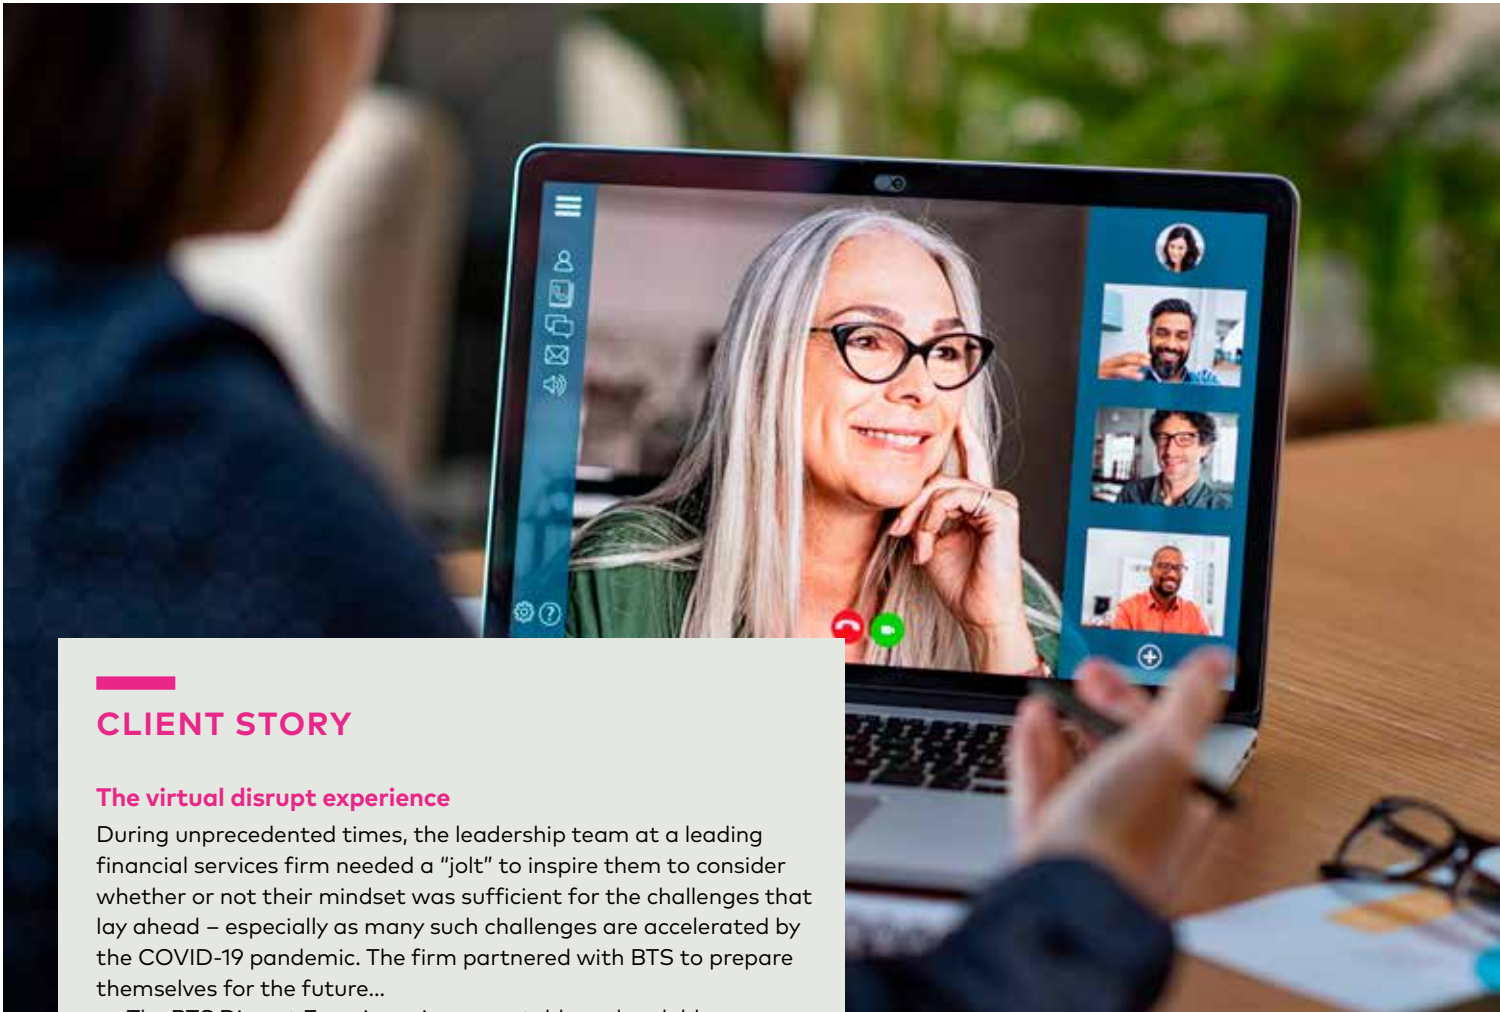 CLIENT STORY
The virtual disrupt experience
During unprecedented times, the leadership team at a leading
financial services firm needed a “jolt” to inspire them to consider
whether or not their mindset was sufficient for the challenges that
lay ahead – especially as many such challenges are accelerated by
the COVID-19 pandemic. The firm partnered with BTS to prepare
themselves for the future...